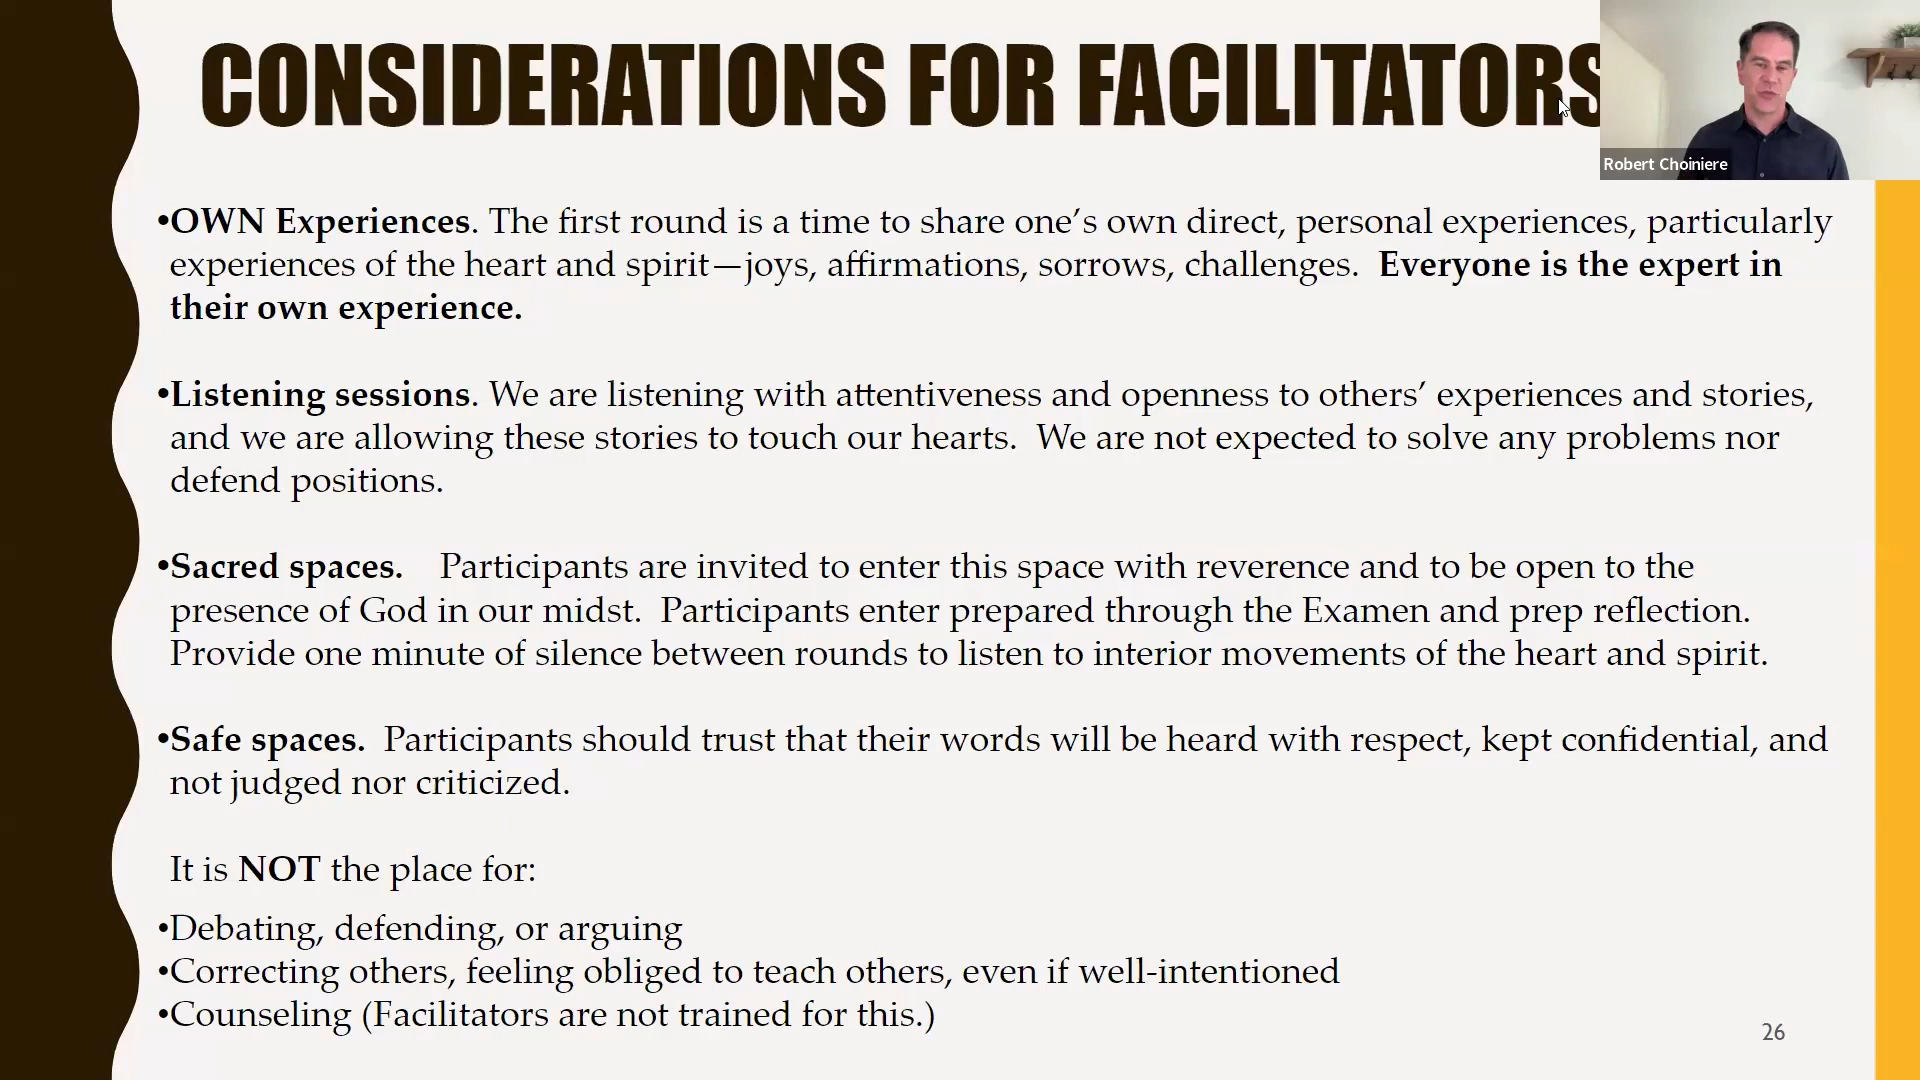 CONSIDERATIONS FOR FACILITATORS
Robert Choiniere
•OWN Experiences. The first round is a time to share one’s own direct, personal experiences, particularly
experiences of the heart and spirit—joys, affirmations, sorrows, challenges.  Everyone is the expert in
their own experience.
•Listening sessions. We are listening with attentiveness and openness to others’ experiences and stories,
and we are allowing these stories to touch our hearts.  We are not expected to solve any problems nor
defend positions.
•Sacred spaces.    Participants are invited to enter this space with reverence and to be open to the
presence of God in our midst.  Participants enter prepared through the Examen and prep reflection.
Provide one minute of silence between rounds to listen to interior movements of the heart and spirit.
•Safe spaces.  Participants should trust that their words will be heard with respect, kept confidential, and
not judged nor criticized.
It is NOT the place for:
•Debating, defending, or arguing
•Correcting others, feeling obliged to teach others, even if well-intentioned
•Counseling (Facilitators are not trained for this.)
26